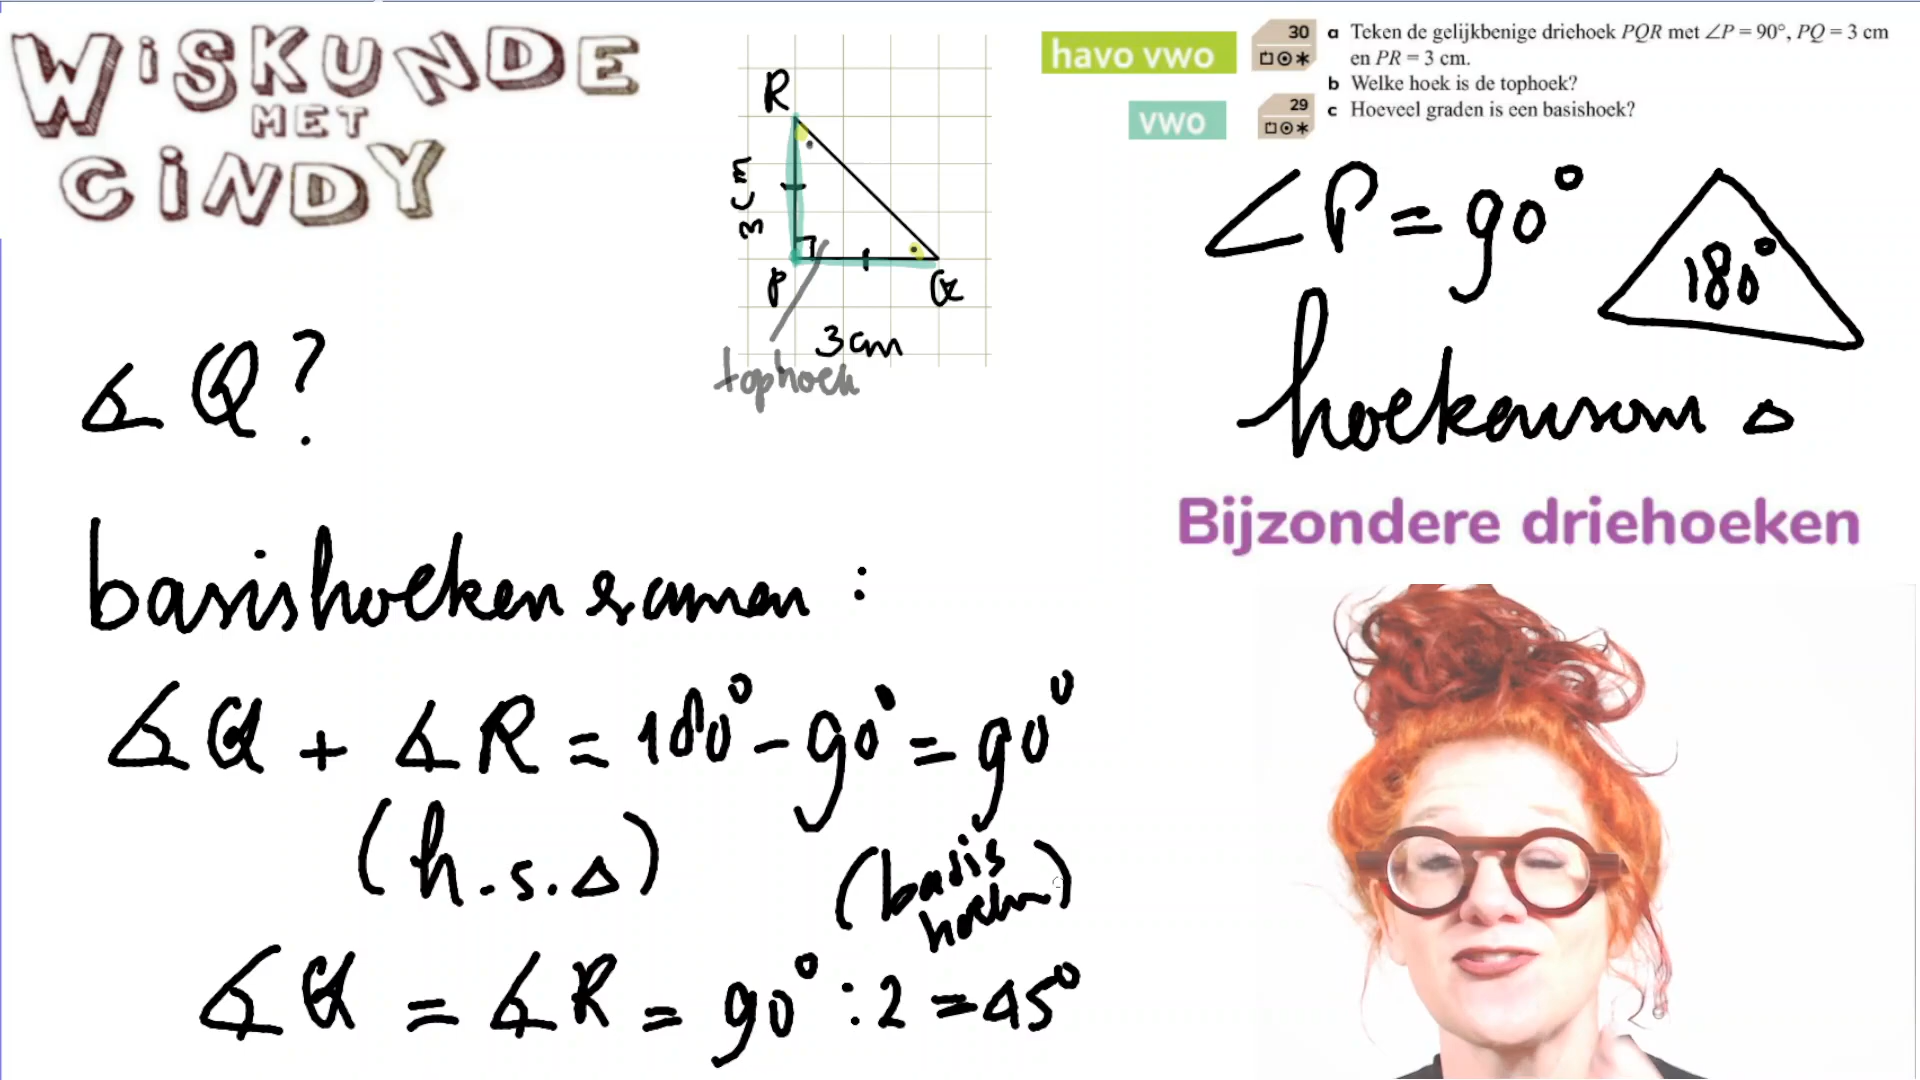 WiSKUNDE
MET
CiNDY
havo vwo
30
a Teken de gelijkbenige driehoek PQR met ∠P = 90°, PQ = 3 cm
en PR = 3 cm.
b Welke hoek is de tophoek?
vwo
29
c Hoeveel graden is een basishoek?
R
3 cm
P
Q
3 cm
tophoek
∠P = 90°
180°
hoekensom △
Bijzondere driehoeken
∡ Q?
basishoeken samen :
∡ Q + ∡ R = 180° - 90° = 90°
(h.s.△)
(basis
hoeken)
∡ Q = ∡ R = 90° : 2 = 45°